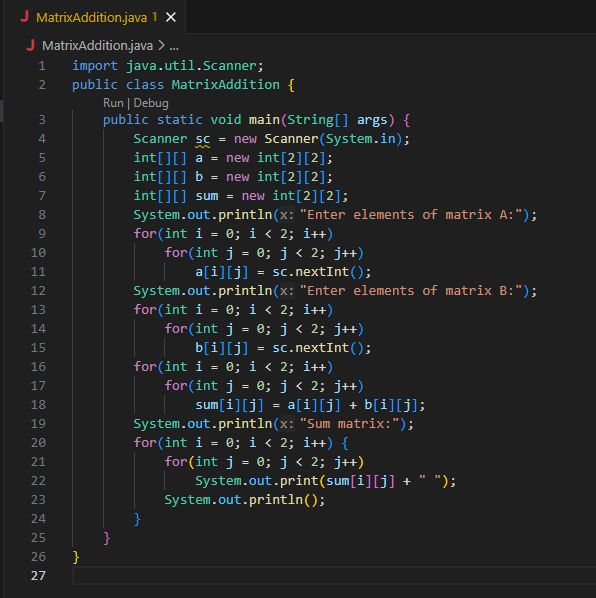 J MatrixAddition.java 1 ×
J MatrixAddition.java > ...
1 import java.util.Scanner;
2 public class MatrixAddition {
Run | Debug
3 public static void main(String[] args) {
4 Scanner sc = new Scanner(System.in);
5 int[][] a = new int[2][2];
6 int[][] b = new int[2][2];
7 int[][] sum = new int[2][2];
8 System.out.println(x: "Enter elements of matrix A:");
9 for(int i = 0; i < 2; i++)
10 for(int j = 0; j < 2; j++)
11 a[i][j] = sc.nextInt();
12 System.out.println(x: "Enter elements of matrix B:");
13 for(int i = 0; i < 2; i++)
14 for(int j = 0; j < 2; j++)
15 b[i][j] = sc.nextInt();
16 for(int i = 0; i < 2; i++)
17 for(int j = 0; j < 2; j++)
18 sum[i][j] = a[i][j] + b[i][j];
19 System.out.println(x: "Sum matrix:");
20 for(int i = 0; i < 2; i++) {
21 for(int j = 0; j < 2; j++)
22 System.out.print(sum[i][j] + " ");
23 System.out.println();
24 }
25 }
26 }
27